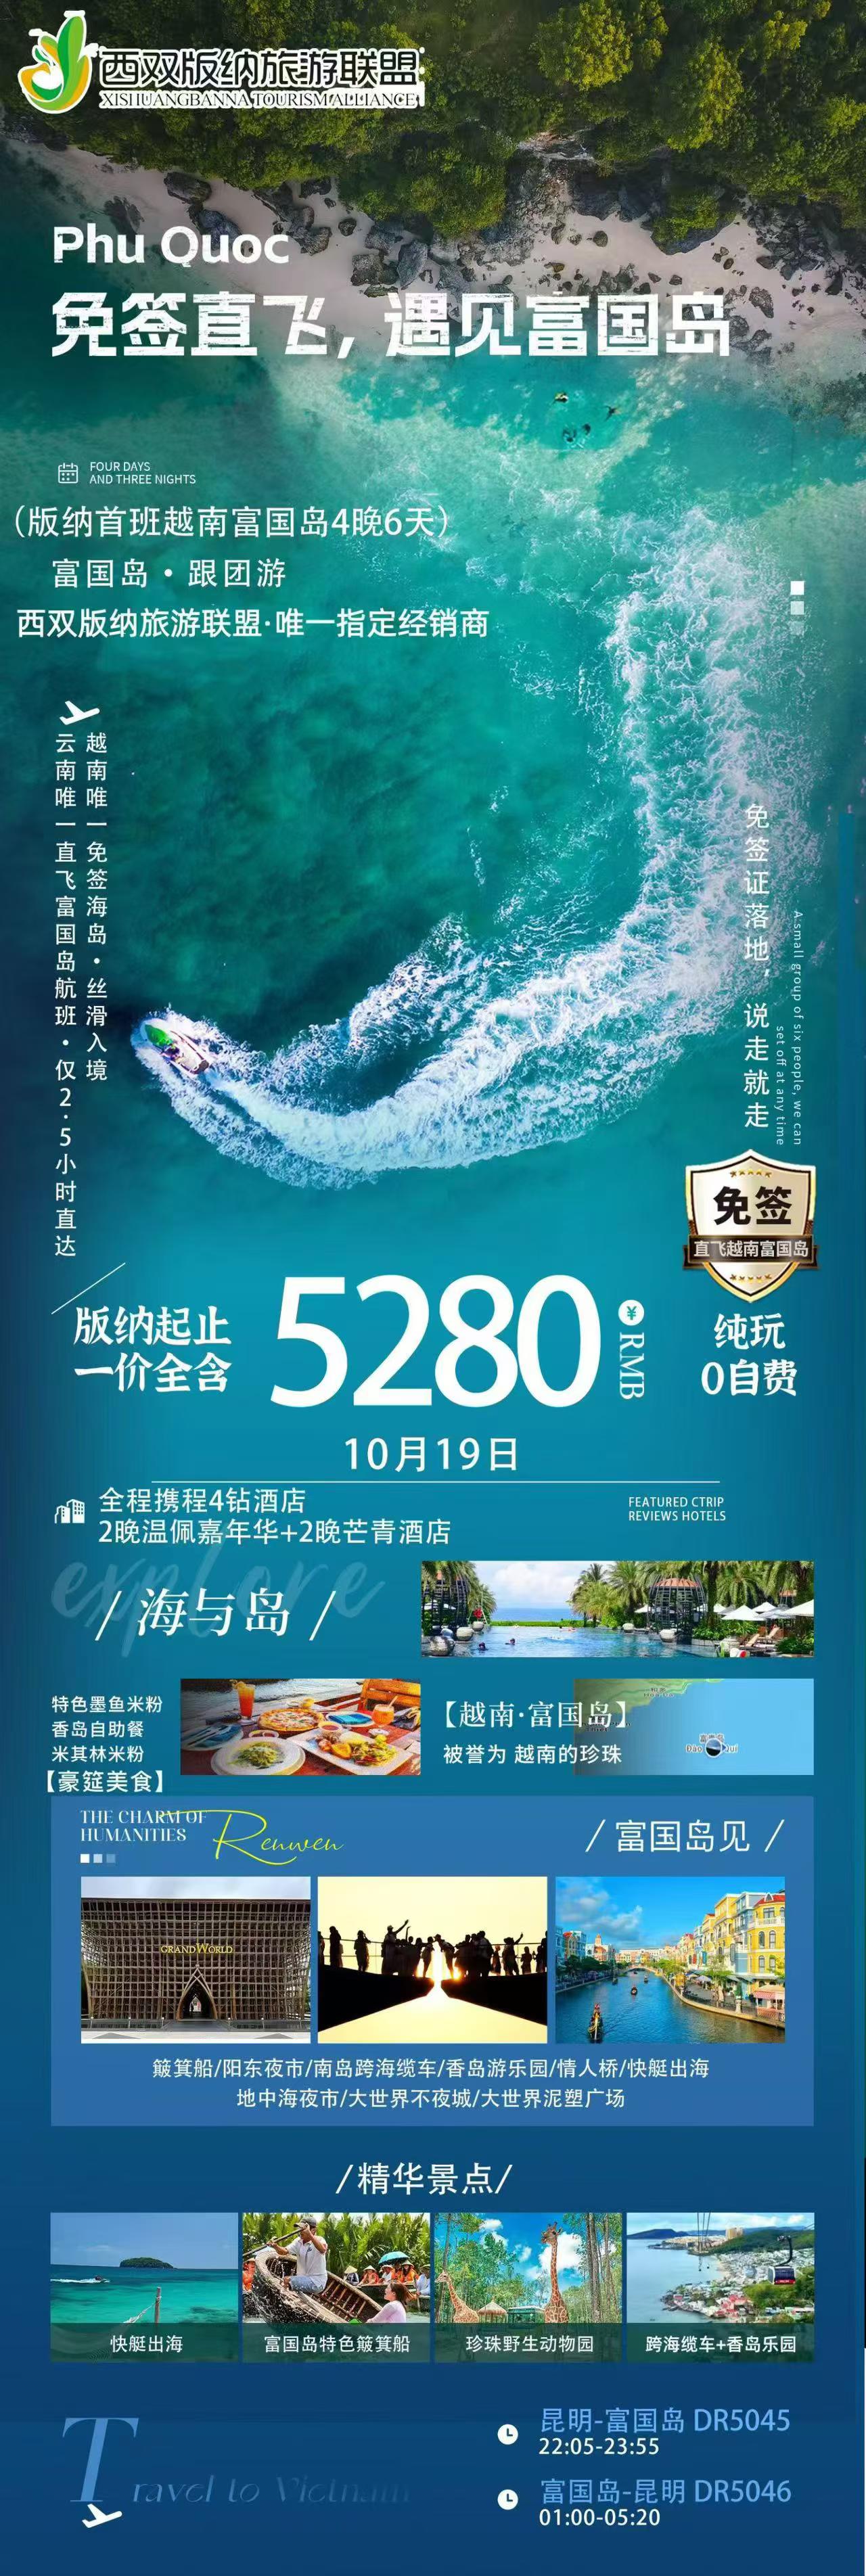 西双版纳旅游联盟
XISHUANGBANNA TOURISM ALLIANCE
Phu Quoc
免签直飞，遇见富国岛
FOUR DAYS
AND THREE NIGHTS
（版纳首班越南富国岛4晚6天）
富国岛·跟团游
西双版纳旅游联盟·唯一指定经销商
越南唯一免签海岛·丝滑入境
云南唯一直飞富国岛航班·仅2.5小时直达
免签证落地，说走就走
A small group of six people, we can
set off at any time
免签
直飞越南富国岛
版纳起止
一价全含
5280
¥
RMB
纯玩
0自费
10月19日
全程携程4钻酒店
2晚温佩嘉年华+2晚芒青酒店
FEATURED CTRIP
REVIEWS HOTELS
explore
/ 海与岛 /
特色墨鱼米粉
香岛自助餐
米其林米粉
【豪筵美食】
【越南·富国岛】
被誉为 越南的珍珠
THE CHARM OF
HUMANITIES
Renwen
/ 富国岛见 /
GRAND WORLD
簸箕船/阳东夜市/南岛跨海缆车/香岛游乐园/情人桥/快艇出海
地中海夜市/大世界不夜城/大世界泥塑广场
/精华景点/
快艇出海
富国岛特色簸箕船
珍珠野生动物园
跨海缆车+香岛乐园
Travel to Vietnam
昆明-富国岛 DR5045
22:05-23:55
富国岛-昆明 DR5046
01:00-05:20